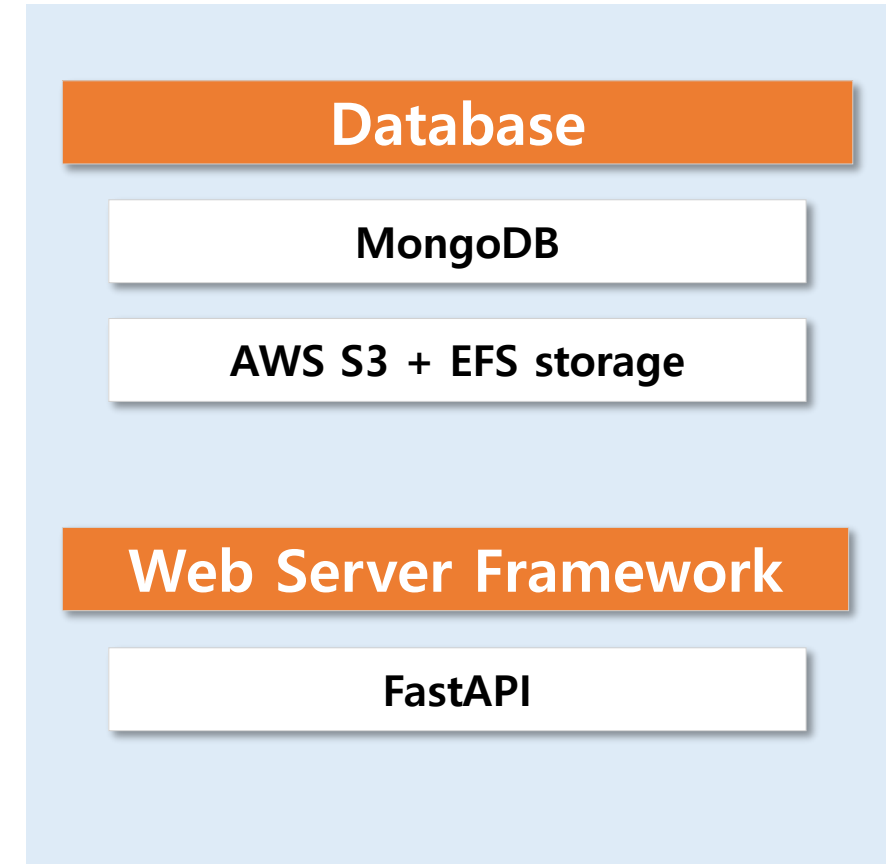 Database
MongoDB
AWS S3 + EFS storage
Web Server Framework
FastAPI